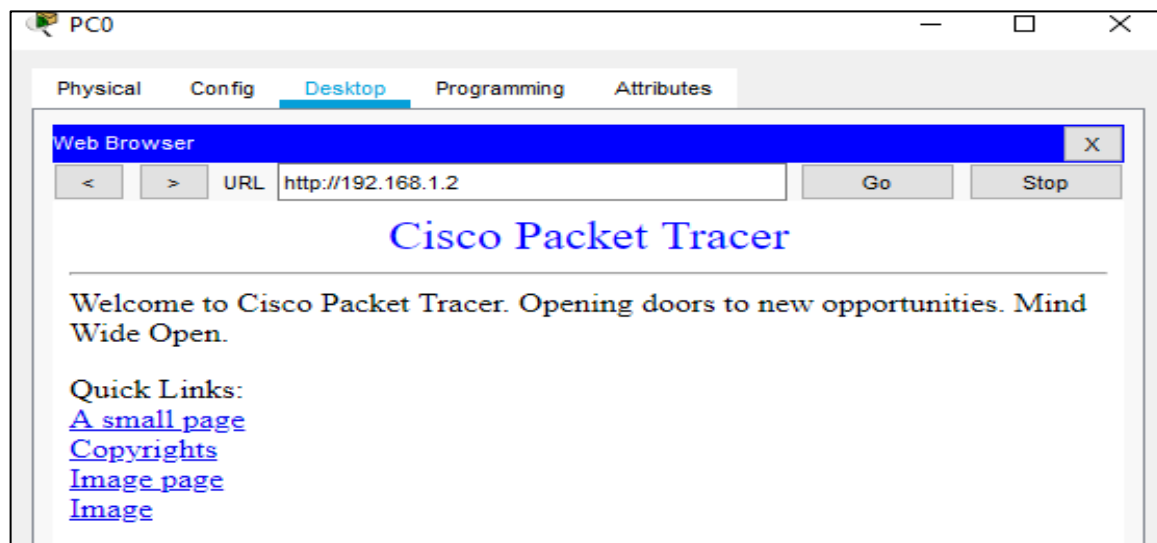 PC0
Physical Config Desktop Programming Attributes
Web Browser X
< > URL http://192.168.1.2 Go Stop
Cisco Packet Tracer
Welcome to Cisco Packet Tracer. Opening doors to new opportunities. Mind
Wide Open.
Quick Links:
A small page
Copyrights
Image page
Image